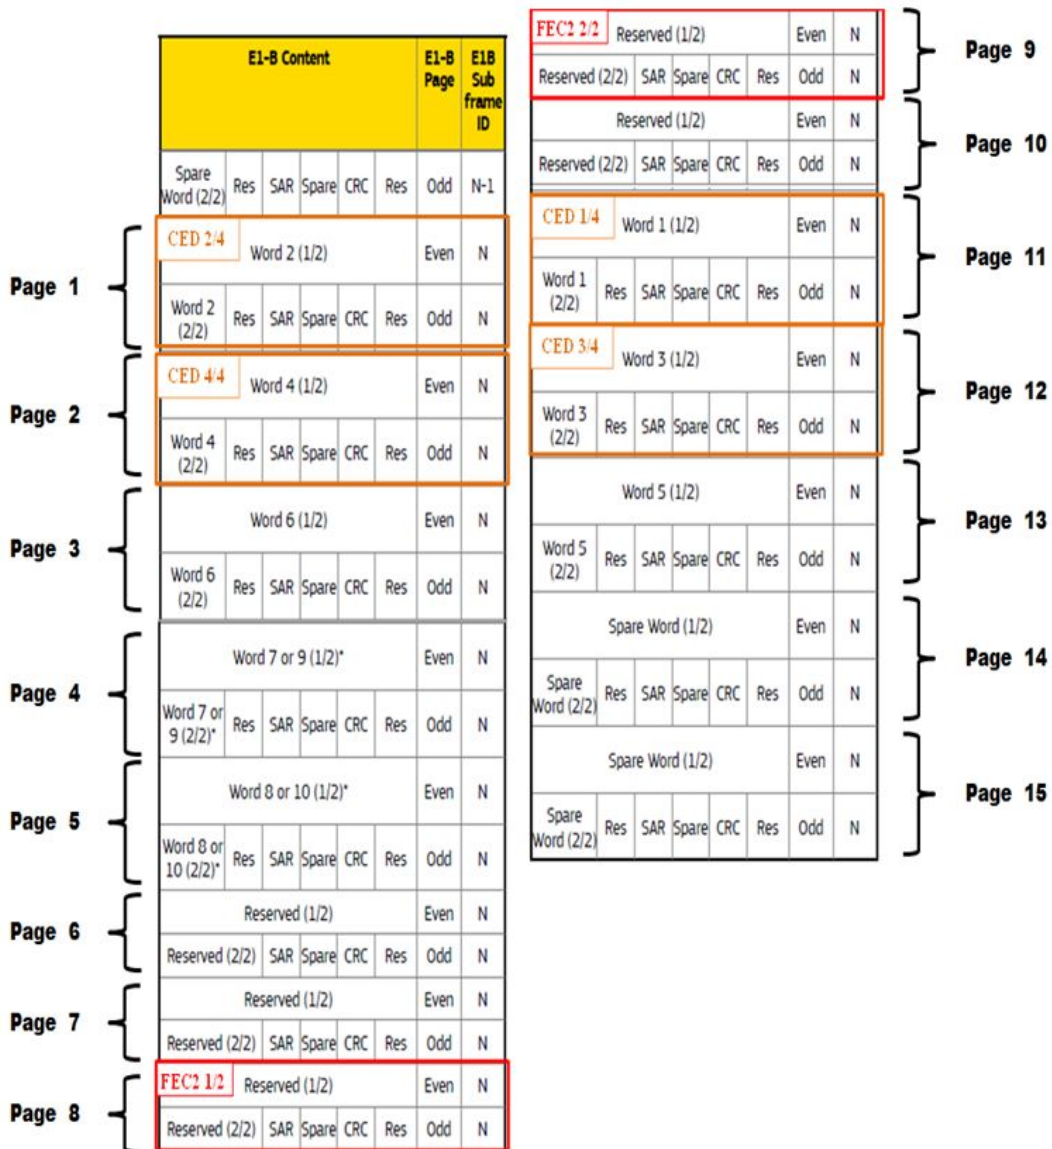 E1-B Content E1-B Page E1B Sub frame ID
Spare Word (2/2) Res SAR Spare CRC Res Odd N-1
Page 1
CED 2/4 Word 2 (1/2) Even N
Word 2 (2/2) Res SAR Spare CRC Res Odd N
Page 2
CED 4/4 Word 4 (1/2) Even N
Word 4 (2/2) Res SAR Spare CRC Res Odd N
Page 3
Word 6 (1/2) Even N
Word 6 (2/2) Res SAR Spare CRC Res Odd N
Page 4
Word 7 or 9 (1/2)* Even N
Word 7 or 9 (2/2)* Res SAR Spare CRC Res Odd N
Page 5
Word 8 or 10 (1/2)* Even N
Word 8 or 10 (2/2)* Res SAR Spare CRC Res Odd N
Page 6
Reserved (1/2) Even N
Reserved (2/2) SAR Spare CRC Res Odd N
Page 7
Reserved (1/2) Even N
Reserved (2/2) SAR Spare CRC Res Odd N
Page 8
FEC2 1/2 Reserved (1/2) Even N
Reserved (2/2) SAR Spare CRC Res Odd N
FEC2 2/2 Reserved (1/2) Even N
Reserved (2/2) SAR Spare CRC Res Odd N
Page 9
Reserved (1/2) Even N
Reserved (2/2) SAR Spare CRC Res Odd N
Page 10
CED 1/4 Word 1 (1/2) Even N
Word 1 (2/2) Res SAR Spare CRC Res Odd N
Page 11
CED 3/4 Word 3 (1/2) Even N
Word 3 (2/2) Res SAR Spare CRC Res Odd N
Page 12
Word 5 (1/2) Even N
Word 5 (2/2) Res SAR Spare CRC Res Odd N
Page 13
Spare Word (1/2) Even N
Spare Word (2/2) Res SAR Spare CRC Res Odd N
Page 14
Spare Word (1/2) Even N
Spare Word (2/2) Res SAR Spare CRC Res Odd N
Page 15